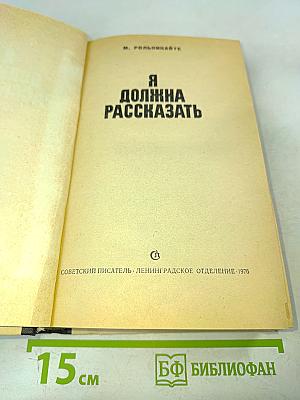 М. РОЛЬНИКАЙТЕ
Я
ДОЛЖНА
РАССКАЗАТЬ
СОВЕТСКИЙ ПИСАТЕЛЬ · ЛЕНИНГРАДСКОЕ ОТДЕЛЕНИЕ · 1976
15 см
БФ БИБЛИОФАН